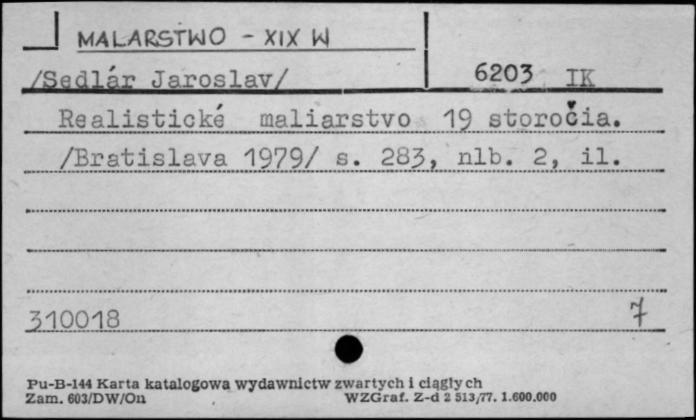 MALARSTWO - XIX W
/Sedlár Jaroslav/ 6203 IK
Realistické maliarstvo 19 storočia.
/Bratislava 1979/ s. 283, nlb. 2, il.
310018 7
Pu-B-144 Karta katalogowa wydawnictw zwartych i ciągłych
Zam. 603/DW/On WZGraf. Z-d 2 513/77. 1.600.000